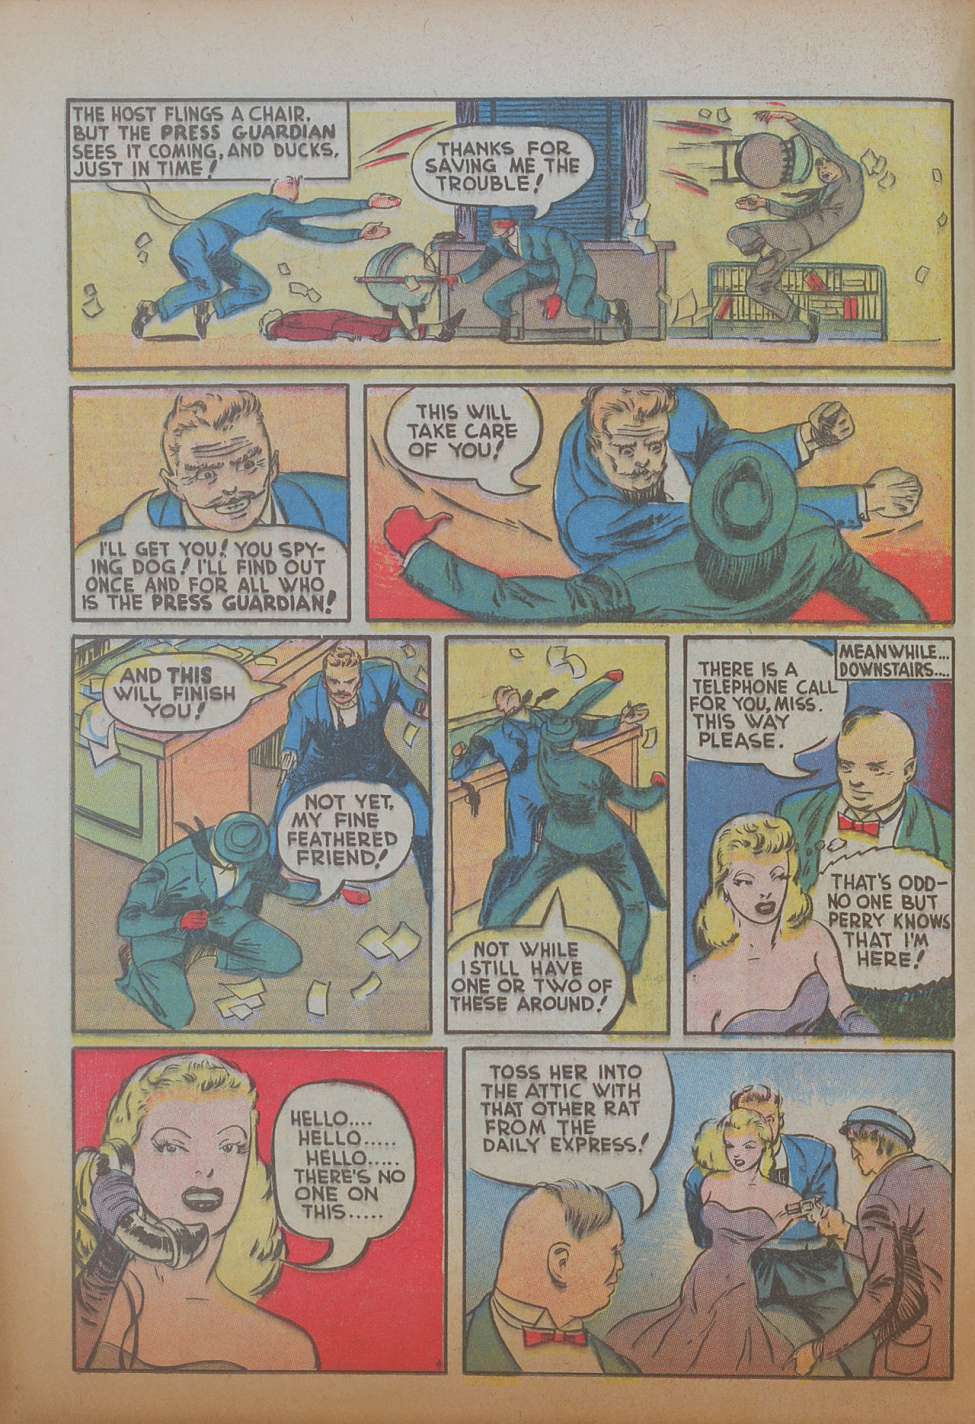 THE HOST FLINGS A CHAIR,
BUT THE PRESS GUARDIAN
SEES IT COMING, AND DUCKS,
JUST IN TIME!
THANKS FOR
SAVING ME THE
TROUBLE!
I'LL GET YOU! YOU SPY-
ING DOG! I'LL FIND OUT
ONCE AND FOR ALL WHO
IS THE PRESS GUARDIAN!
THIS WILL
TAKE CARE
OF YOU!
AND THIS
WILL FINISH
YOU!
NOT YET,
MY FINE
FEATHERED
FRIEND!
NOT WHILE
I STILL HAVE
ONE OR TWO OF
THESE AROUND!
MEANWHILE...
DOWNSTAIRS....
THERE IS A
TELEPHONE CALL
FOR YOU, MISS.
THIS WAY
PLEASE.
THAT'S ODD-
NO ONE BUT
PERRY KNOWS
THAT I'M
HERE!
HELLO....
HELLO.....
HELLO.....
THERE'S NO
ONE ON
THIS.....
TOSS HER INTO
THE ATTIC WITH
THAT OTHER RAT
FROM THE
DAILY EXPRESS!